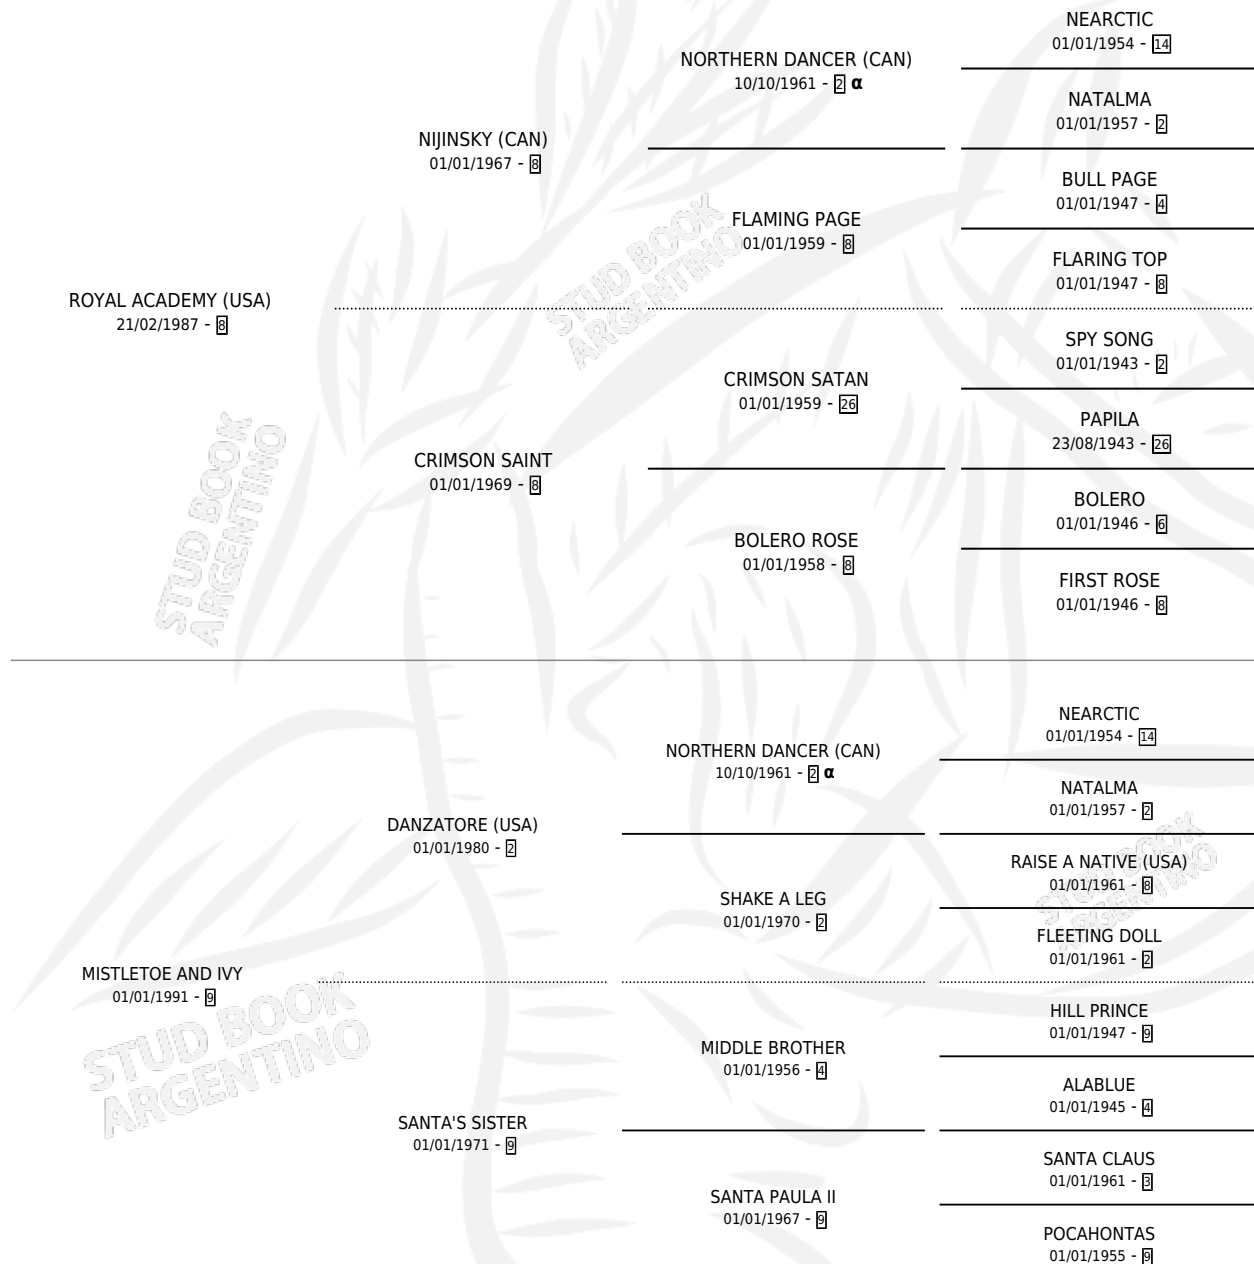 NEARCTIC
01/01/1954 - 14
NORTHERN DANCER (CAN)
10/10/1961 - 2 α
NATALMA
01/01/1957 - 2
NIJINSKY (CAN)
01/01/1967 - 8
BULL PAGE
01/01/1947 - 4
FLAMING PAGE
01/01/1959 - 8
FLARING TOP
01/01/1947 - 8
ROYAL ACADEMY (USA)
21/02/1987 - 8
SPY SONG
01/01/1943 - 2
CRIMSON SATAN
01/01/1959 - 26
PAPILA
23/08/1943 - 26
CRIMSON SAINT
01/01/1969 - 8
BOLERO
01/01/1946 - 6
BOLERO ROSE
01/01/1958 - 8
FIRST ROSE
01/01/1946 - 8
NEARCTIC
01/01/1954 - 14
NORTHERN DANCER (CAN)
10/10/1961 - 2 α
NATALMA
01/01/1957 - 2
DANZATORE (USA)
01/01/1980 - 2
RAISE A NATIVE (USA)
01/01/1961 - 8
SHAKE A LEG
01/01/1970 - 2
FLEETING DOLL
01/01/1961 - 2
MISTLETOE AND IVY
01/01/1991 - 9
HILL PRINCE
01/01/1947 - 9
MIDDLE BROTHER
01/01/1956 - 4
ALABLUE
01/01/1945 - 4
SANTA'S SISTER
01/01/1971 - 9
SANTA CLAUS
01/01/1961 - 3
SANTA PAULA II
01/01/1967 - 9
POCAHONTAS
01/01/1955 - 9
STUD BOOK
ARGENTINO
STUD BOOK
ARGENTINO
STUD BOOK
ARGENTINO
STUD BOOK
ARGENTINO